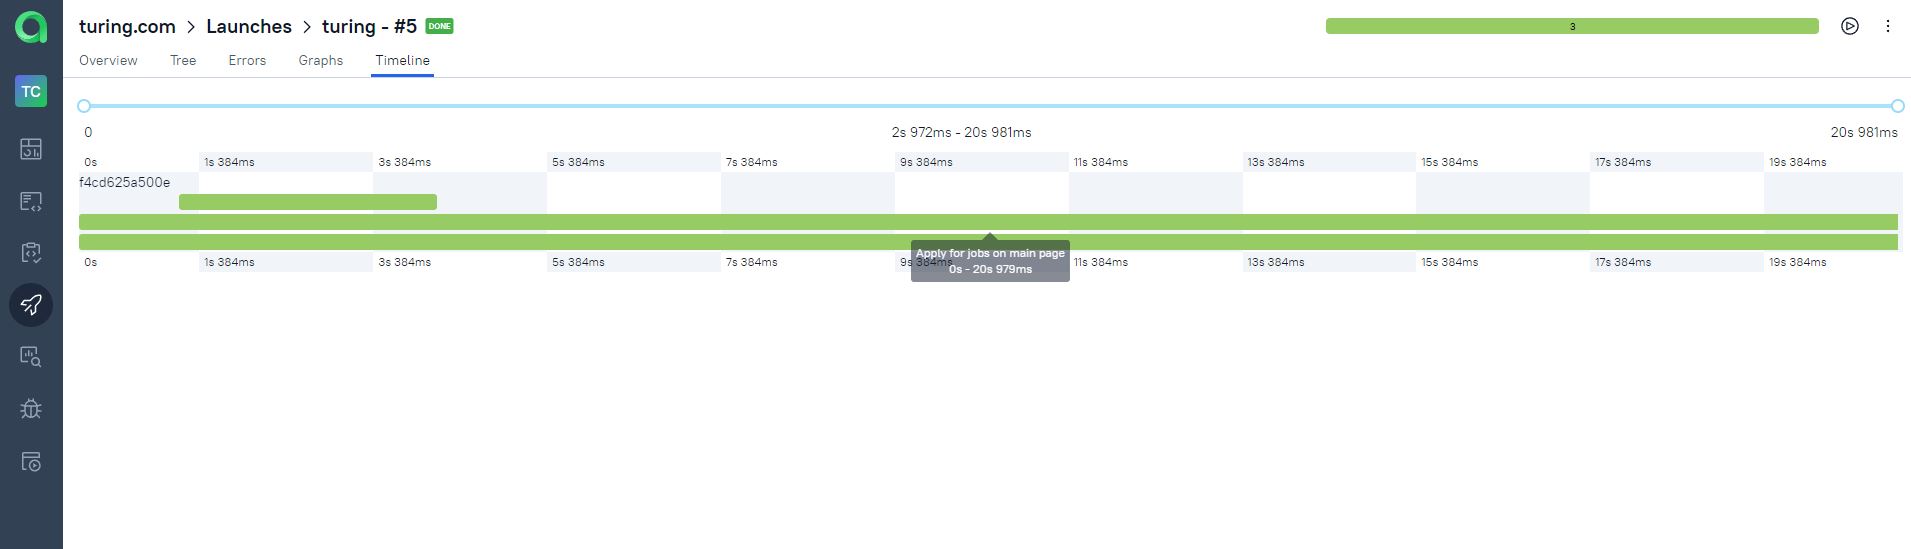 turing.com > Launches > turing - #5 DONE
3
TC
Overview Tree Errors Graphs Timeline
0 2s 972ms - 20s 981ms 20s 981ms
0s 1s 384ms 3s 384ms 5s 384ms 7s 384ms 9s 384ms 11s 384ms 13s 384ms 15s 384ms 17s 384ms 19s 384ms
f4cd625a500e
Apply for jobs on main page
0s - 20s 979ms
0s 1s 384ms 3s 384ms 5s 384ms 7s 384ms 9s 384ms 11s 384ms 13s 384ms 15s 384ms 17s 384ms 19s 384ms